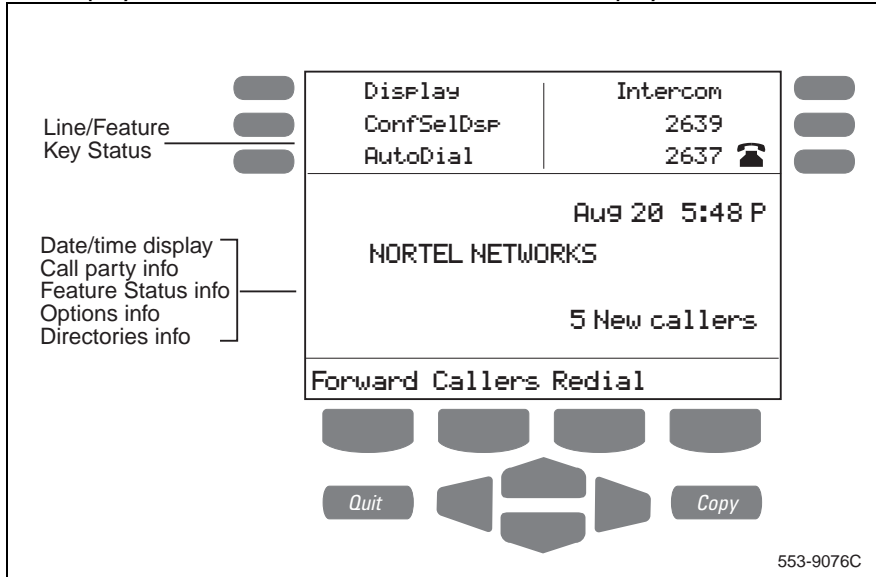 Display Intercom
Line/Feature ConfSelDsp 2639
Key Status AutoDial 2637
Aug 20 5:48 P
Date/time display
Call party info NORTEL NETWORKS
Feature Status info
Options info 5 New callers
Directories info
Forward Callers Redial
Quit Copy
553-9076C